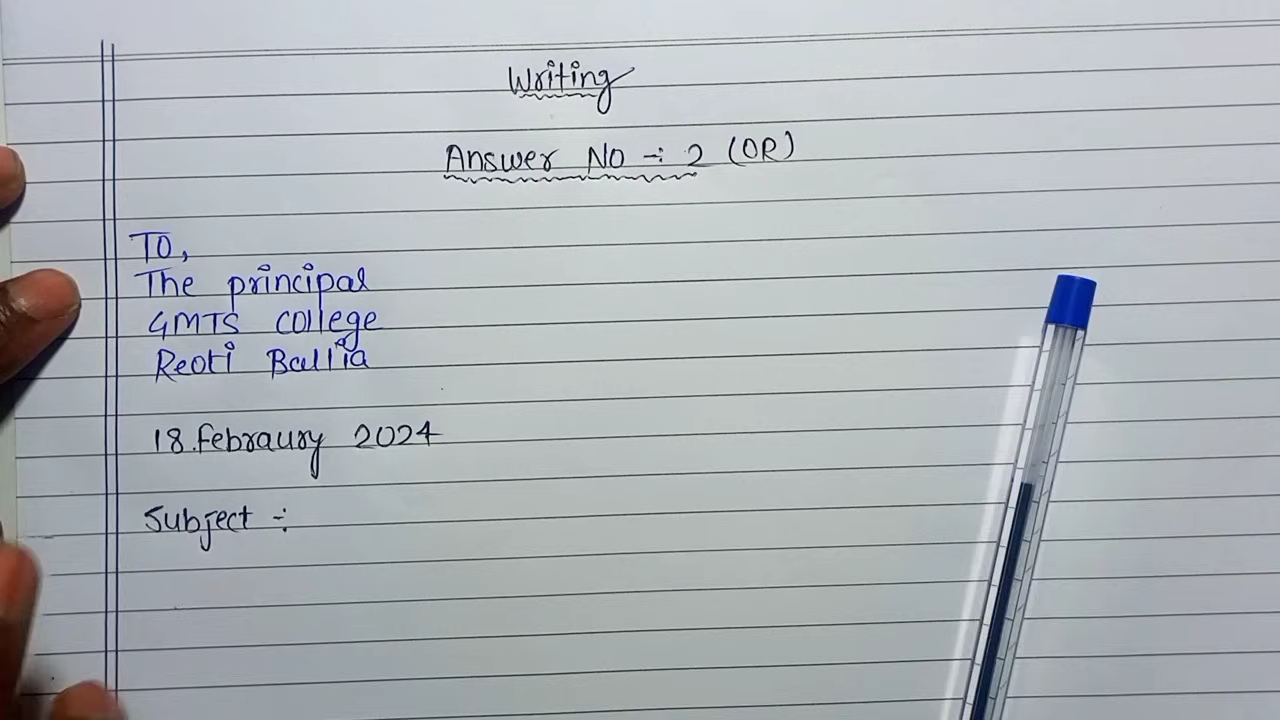 Writing
Answer No -: 2 (OR)
To,
The principal
GMTS College
Reoti Ballia
18.Febraury 2024
Subject -: